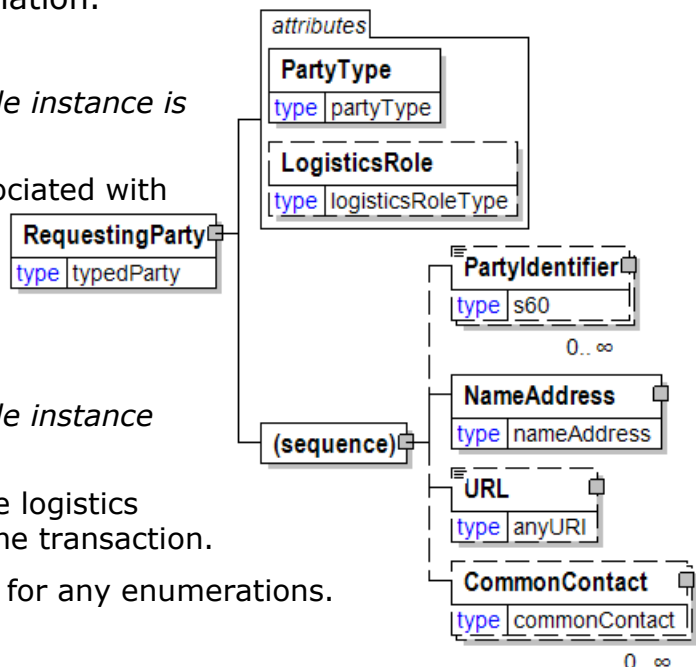 attributes
PartyType
type partyType
le instance is
LogisticsRole
ociated with
type logisticsRoleType
RequestingParty
type typedParty
PartyIdentifier
type s60
0.. ∞
NameAddress
le instance
type nameAddress
(sequence)
URL
e logistics
type anyURI
he transaction.
CommonContact
for any enumerations.
type commonContact
0.. ∞